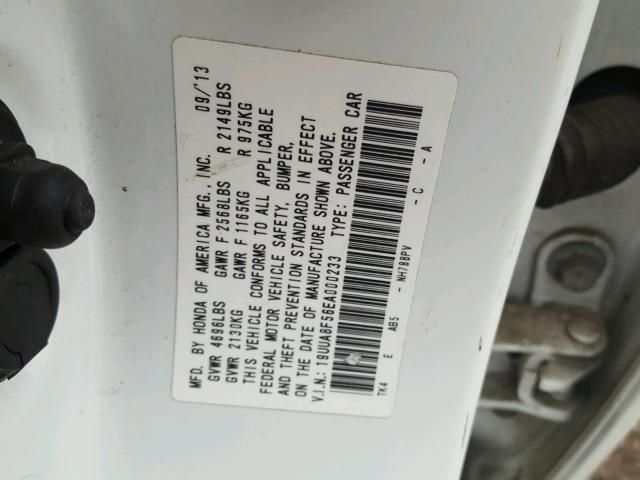 MFD. BY HONDA OF AMERICA MFG., INC. 09/'13
GVWR 4696LBS GAWR F 2568LBS R 2149LBS
GVWR 2130KG GAWR F 1165KG R 975KG
THIS VEHICLE CONFORMS TO ALL APPLICABLE
FEDERAL MOTOR VEHICLE SAFETY, BUMPER,
AND THEFT PREVENTION STANDARDS IN EFFECT
ON THE DATE OF MANUFACTURE SHOWN ABOVE.
V.I.N.: 19UUA8F56EA000233 TYPE: PASSENGER CAR
TK4 E AB5 - NH788PV - C - A